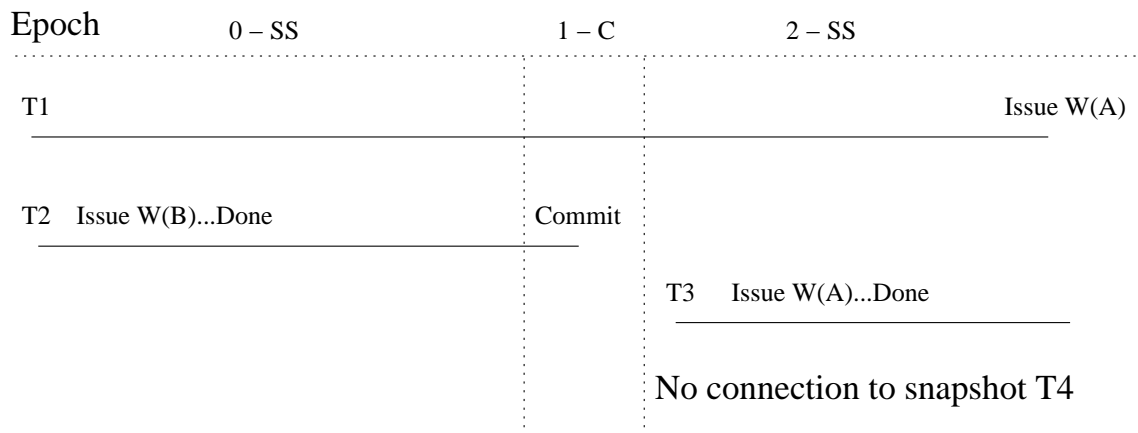 Epoch 0 – SS 1 – C 2 – SS
T1 Issue W(A)
T2 Issue W(B)...Done Commit
T3 Issue W(A)...Done
No connection to snapshot T4